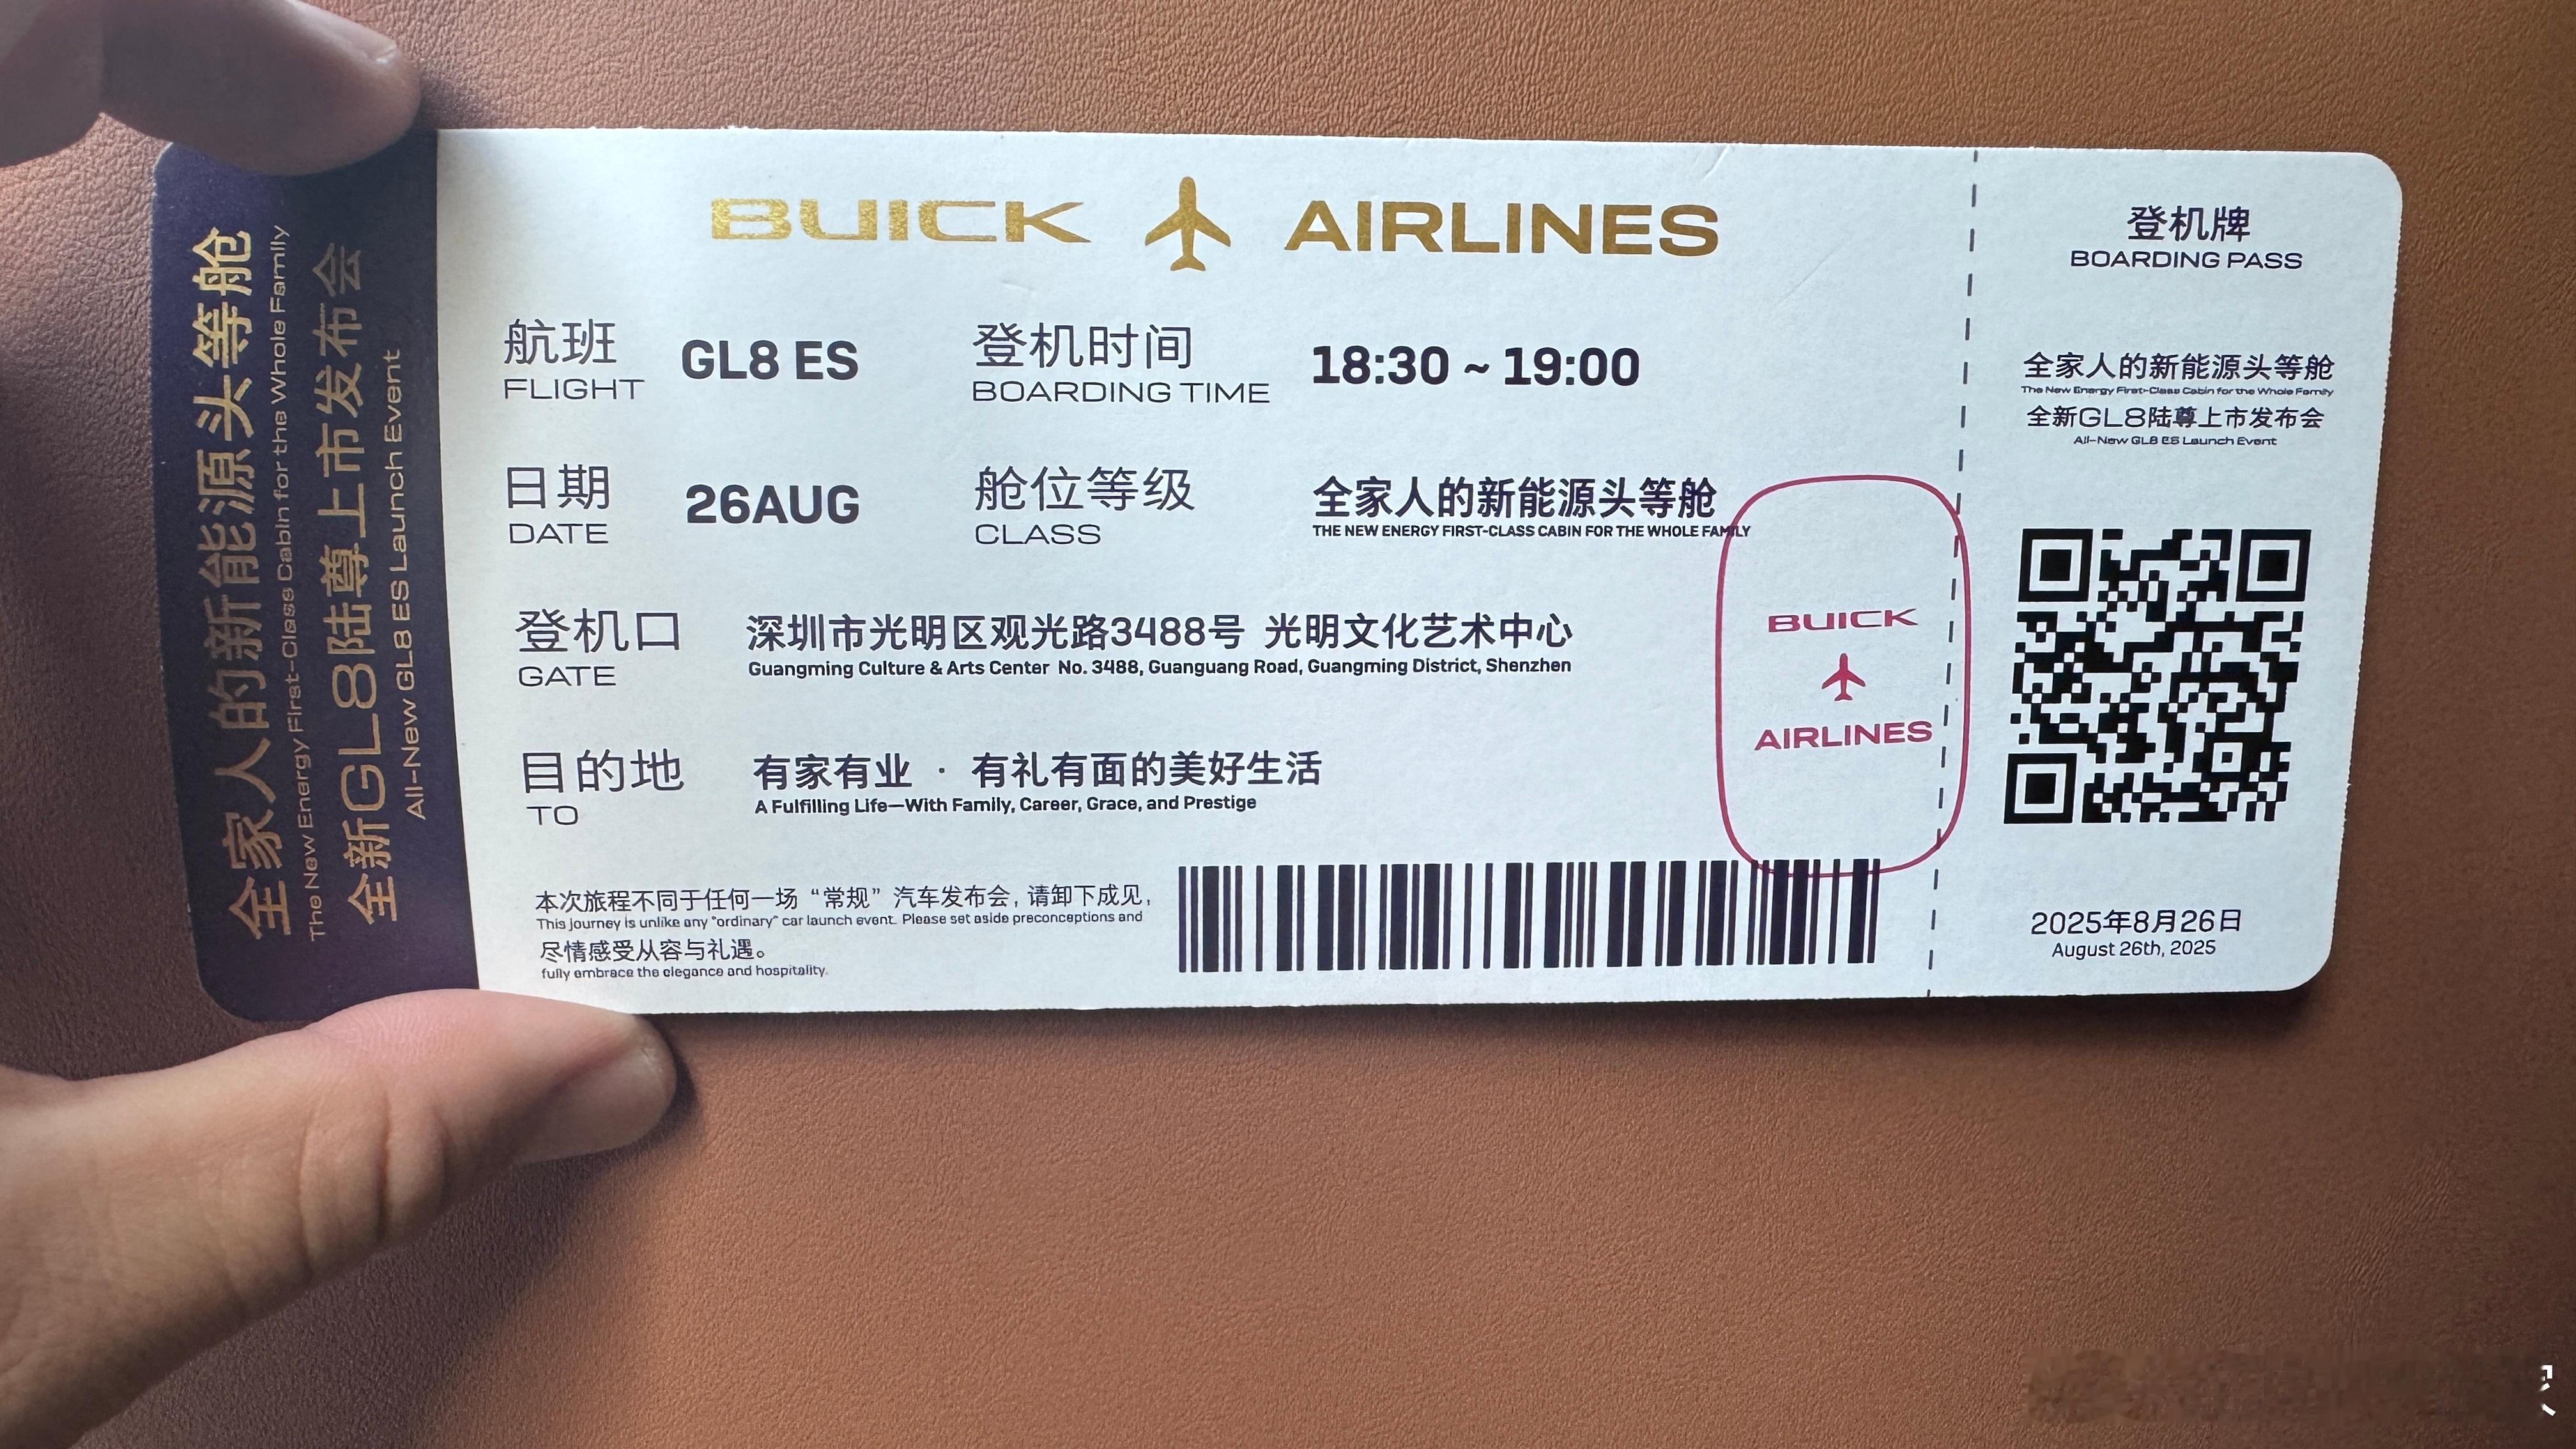 全家人的新能源头等舱
The New Energy First-Class Cabin for the Whole Family
全新GL8陆尊上市发布会
All-New GL8 ES Launch Event
BUICK AIRLINES
航班 GL8 ES 登机时间 18:30 ~ 19:00
FLIGHT BOARDING TIME
日期 26AUG 舱位等级 全家人的新能源头等舱
DATE CLASS THE NEW ENERGY FIRST-CLASS CABIN FOR THE WHOLE FAMILY
登机口 深圳市光明区观光路3488号 光明文化艺术中心
GATE Guangming Culture & Arts Center No. 3488, Guanguang Road, Guangming District, Shenzhen
目的地 有家有业 · 有礼有面的美好生活
TO A Fulfilling Life—With Family, Career, Grace, and Prestige
本次旅程不同于任何一场“常规”汽车发布会，请卸下成见，
This journey is unlike any "ordinary" car launch event. Please set aside preconceptions and
尽情感受从容与礼遇。
fully embrace the elegance and hospitality.
BUICK
AIRLINES
登机牌
BOARDING PASS
全家人的新能源头等舱
The New Energy First-Class Cabin for the Whole Family
全新GL8陆尊上市发布会
All-New GL8 ES Launch Event
2025年8月26日
August 26th, 2025